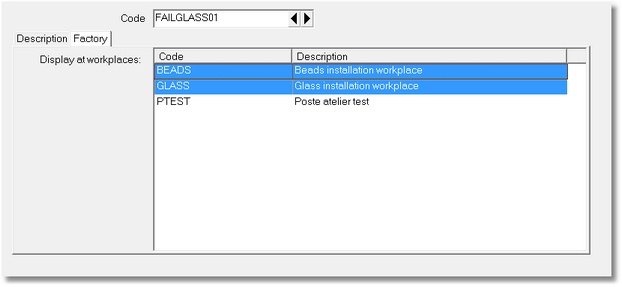 Code FAILGLASS01
Description Factory
Display at workplaces:
Code Description
BEADS Beads installation workplace
GLASS Glass installation workplace
PTEST Poste atelier test